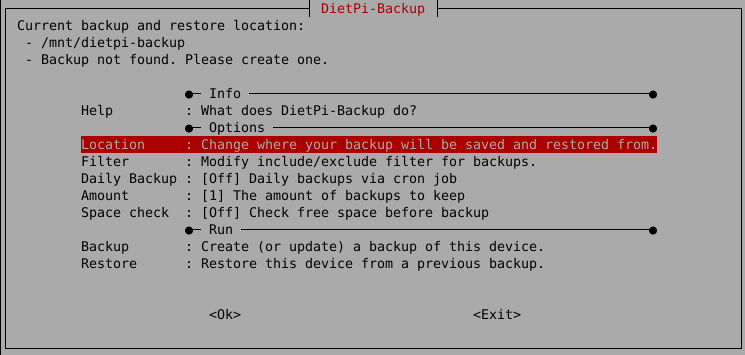 DietPi-Backup
Current backup and restore location:
- /mnt/dietpi-backup
- Backup not found. Please create one.
Info
Help : What does DietPi-Backup do?
Options
Location : Change where your backup will be saved and restored from.
Filter : Modify include/exclude filter for backups.
Daily Backup : [Off] Daily backups via cron job
Amount : [1] The amount of backups to keep
Space check : [Off] Check free space before backup
Run
Backup : Create (or update) a backup of this device.
Restore : Restore this device from a previous backup.
<Ok> <Exit>